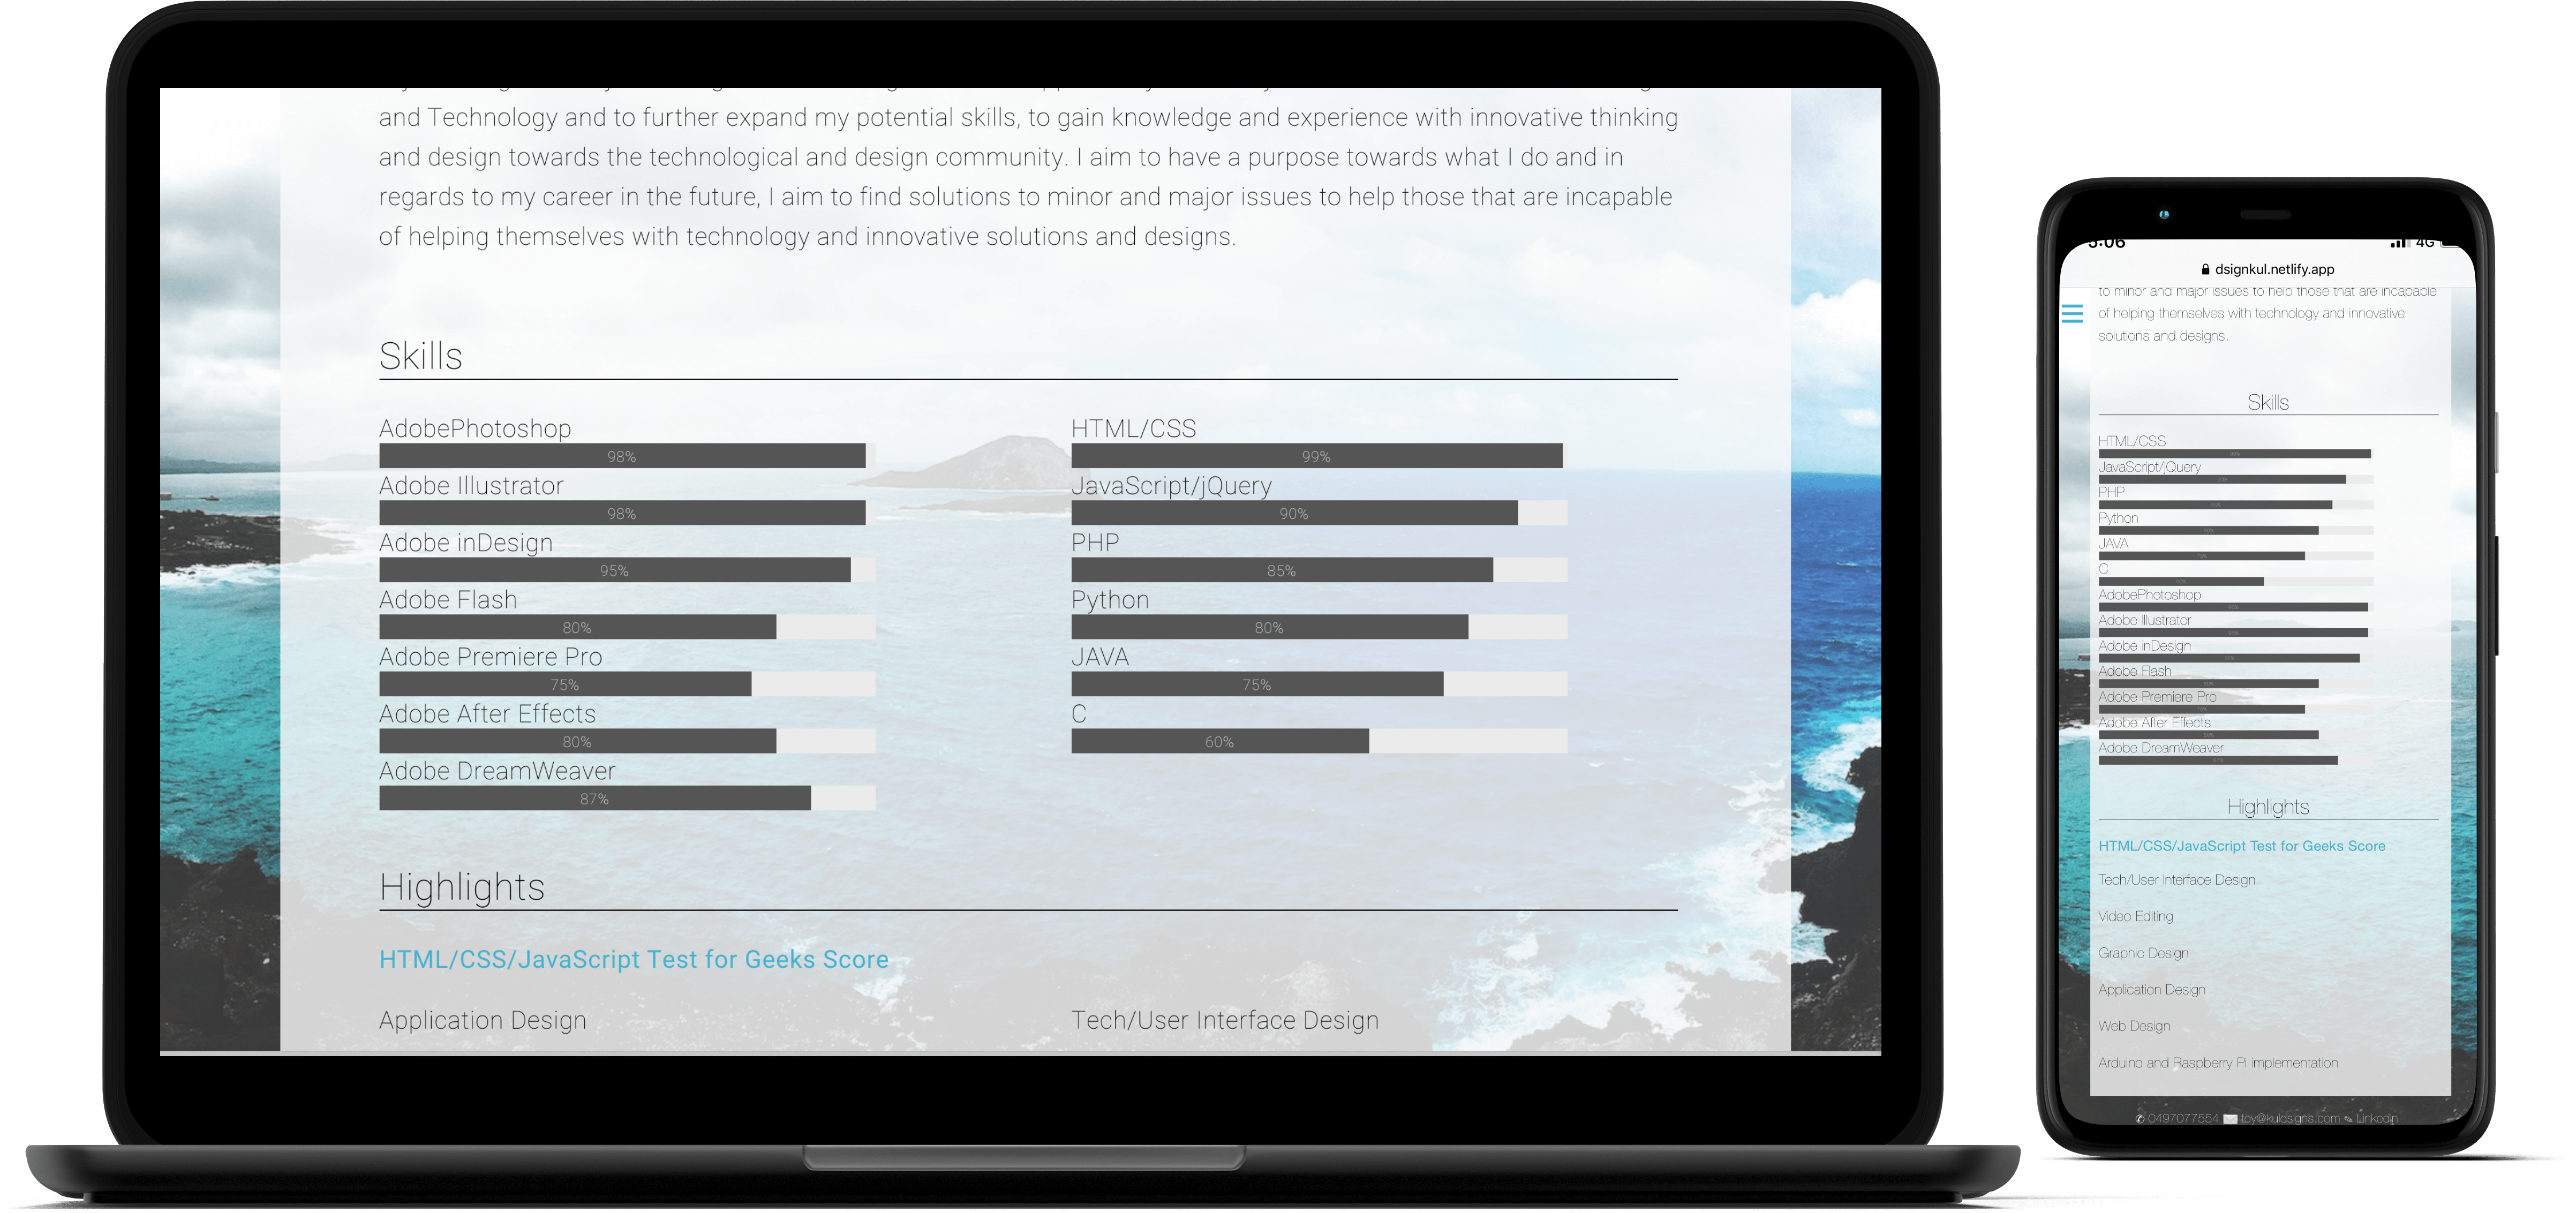 and Technology and to further expand my potential skills, to gain knowledge and experience with innovative thinking
and design towards the technological and design community. I aim to have a purpose towards what I do and in
regards to my career in the future, I aim to find solutions to minor and major issues to help those that are incapable
of helping themselves with technology and innovative solutions and designs.
Skills
AdobePhotoshop
98%
Adobe Illustrator
98%
Adobe inDesign
95%
Adobe Flash
80%
Adobe Premiere Pro
75%
Adobe After Effects
80%
Adobe DreamWeaver
87%
HTML/CSS
99%
JavaScript/jQuery
90%
PHP
85%
Python
80%
JAVA
75%
C
60%
Highlights
HTML/CSS/JavaScript Test for Geeks Score
Application Design
Tech/User Interface Design
5:06
4G
dsignkul.netlify.app
to minor and major issues to help those that are incapable
of helping themselves with technology and innovative
solutions and designs.
Skills
HTML/CSS
JavaScript/jQuery
PHP
Python
JAVA
C
AdobePhotoshop
Adobe Illustrator
Adobe inDesign
Adobe Flash
Adobe Premiere Pro
Adobe After Effects
Adobe DreamWeaver
Highlights
HTML/CSS/JavaScript Test for Geeks Score
Tech/User Interface Design
Video Editing
Graphic Design
Application Design
Web Design
Arduino and Raspberry Pi implementation
0497077554 toy@kuldsigns.com LinkedIn